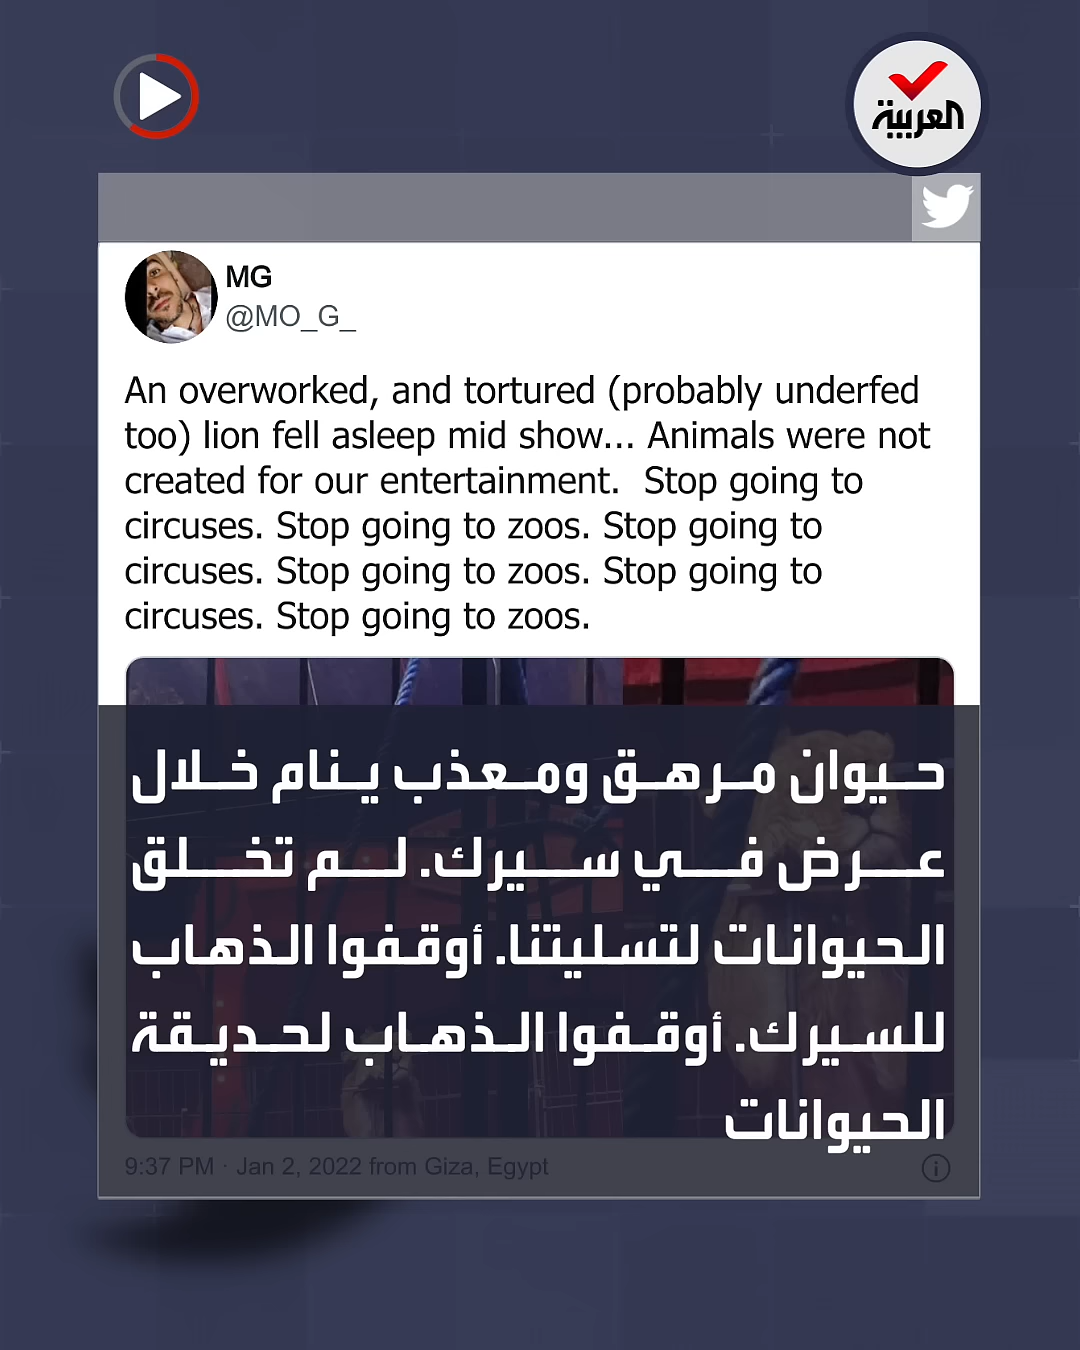 العربية
MG
@MO_G_
An overworked, and tortured (probably underfed
too) lion fell asleep mid show... Animals were not
created for our entertainment.  Stop going to
circuses. Stop going to zoos. Stop going to
circuses. Stop going to zoos. Stop going to
circuses. Stop going to zoos.
حيوان مرهق ومعذب ينام خلال
عرض في سيرك. لم تخلق
الحيوانات لتسليتنا. أوقفوا الذهاب
للسيرك. أوقفوا الذهاب لحديقة
الحيوانات
9:37 PM · Jan 2, 2022 from Giza, Egypt